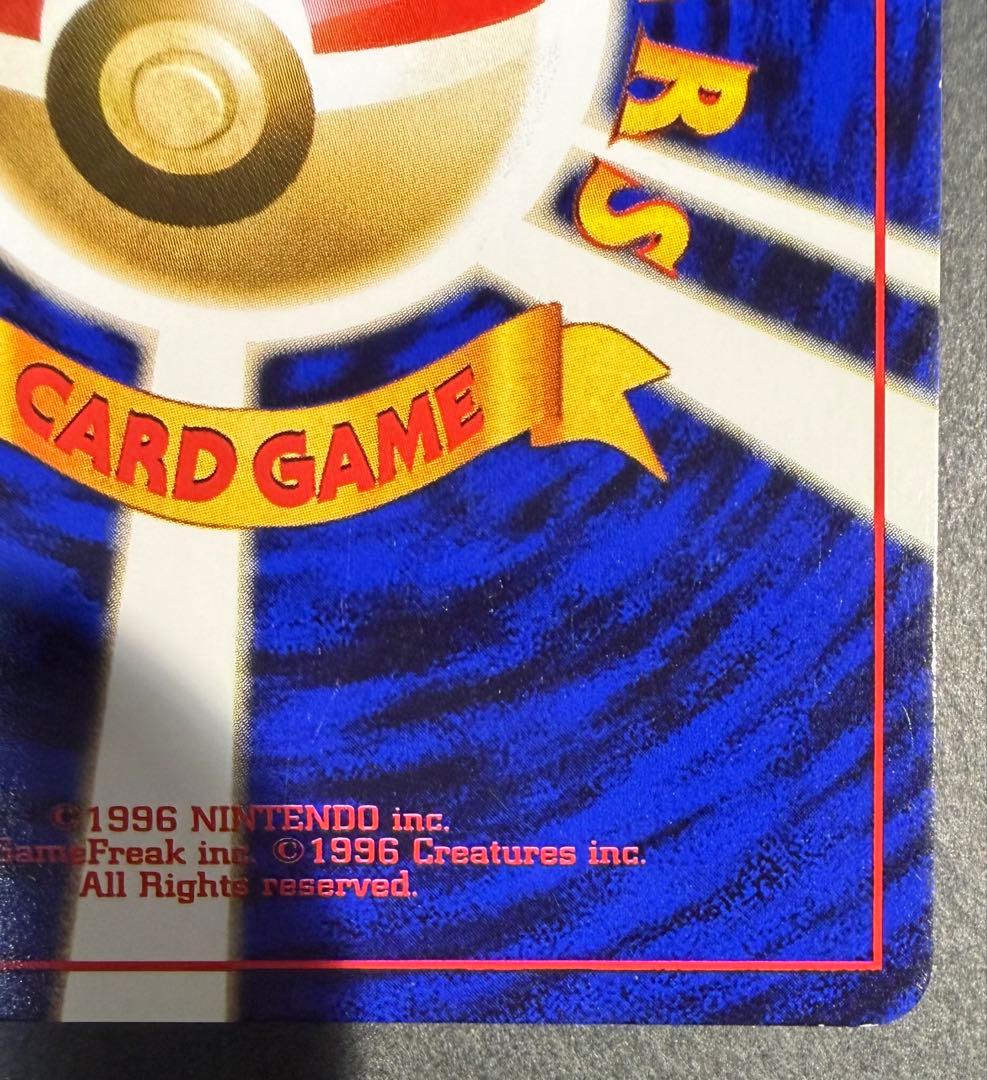 RS
CARD GAME
©1996 NINTENDO inc.
GameFreak inc. ©1996 Creatures inc.
All Rights reserved.